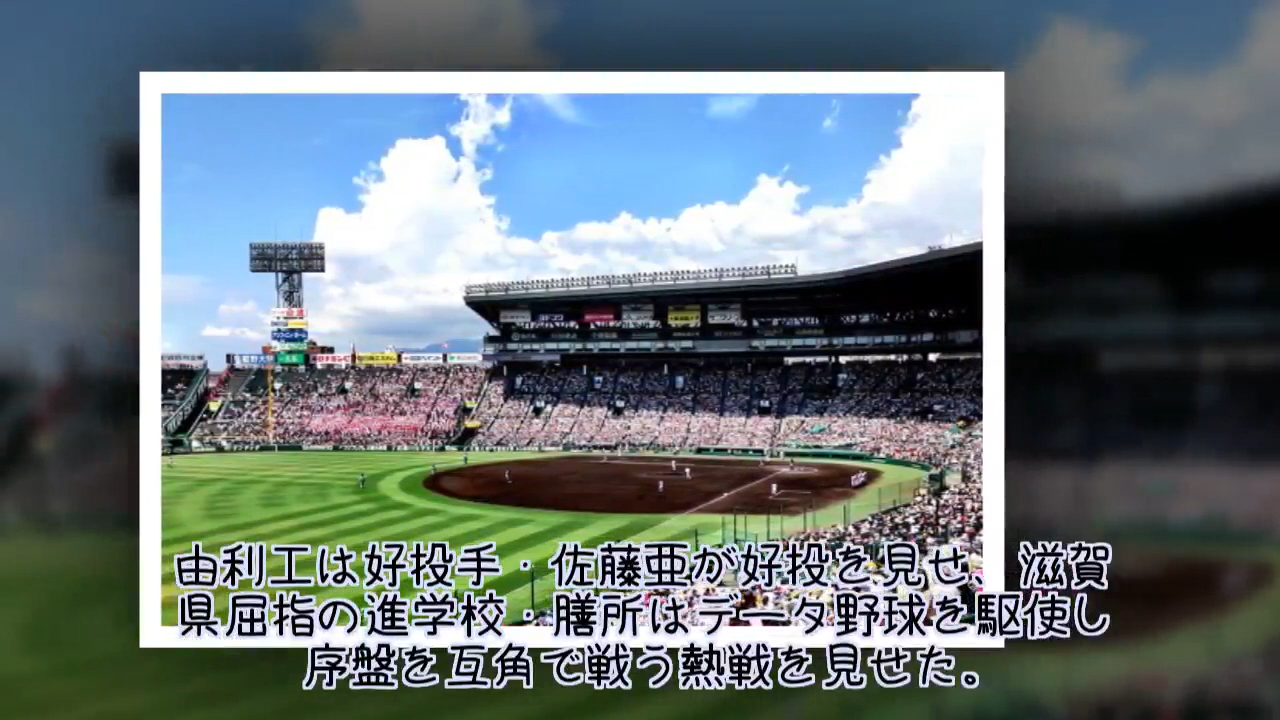 由利工は好投手・佐藤亜が好投を見せ、滋賀
県屈指の進学校・膳所はデータ野球を駆使し
序盤を互角で戦う熱戦を見せた。